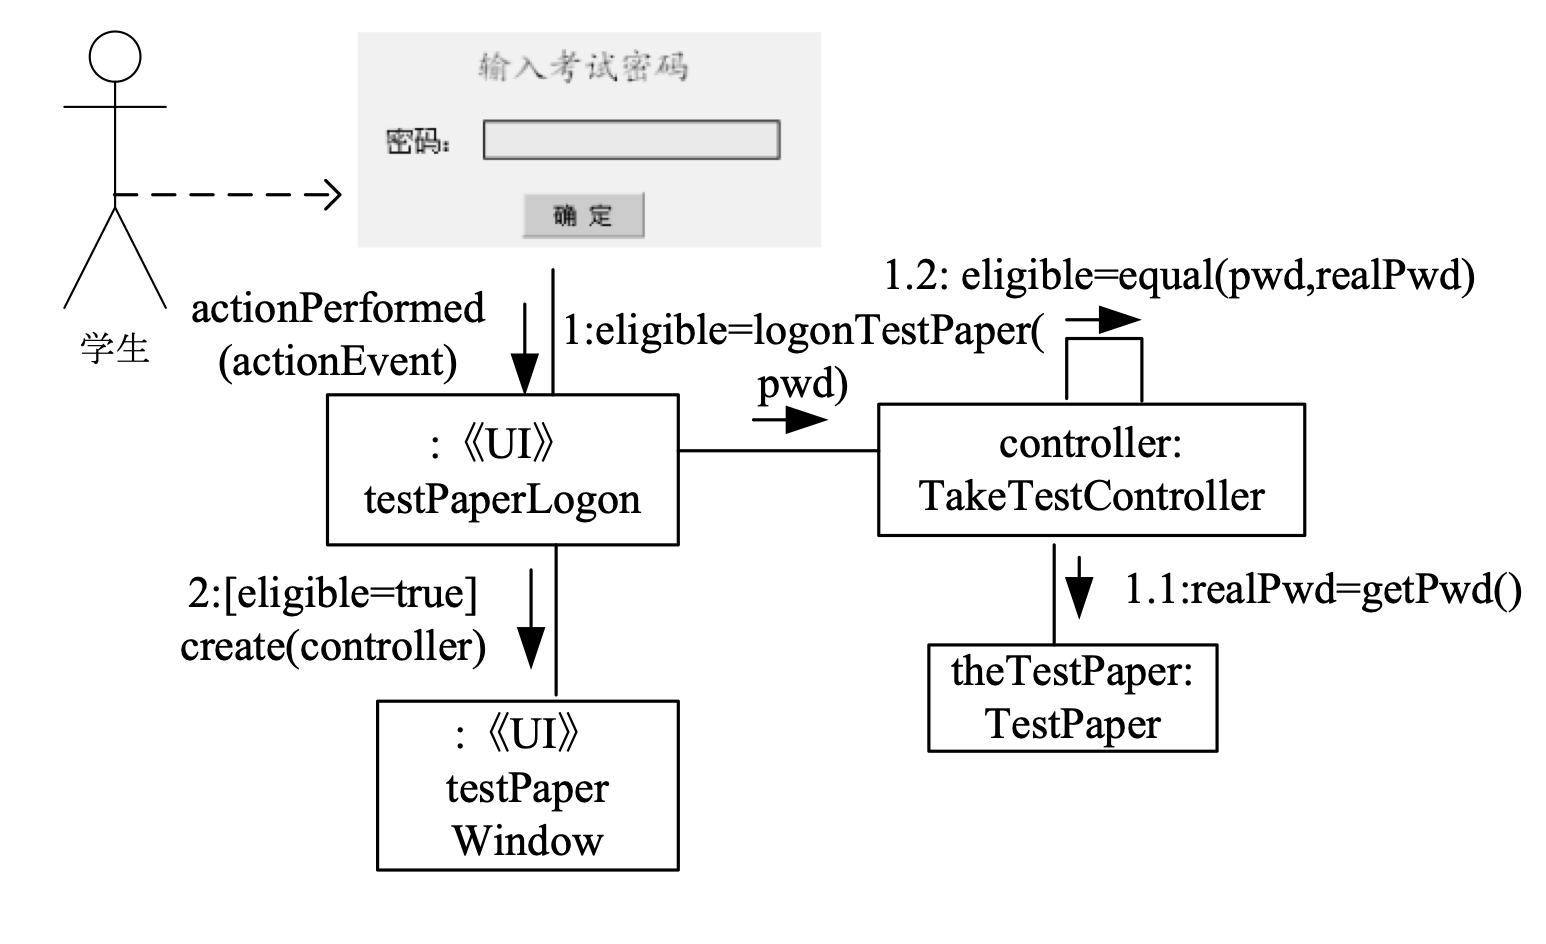 输入考试密码
密码：
确 定
学生
actionPerformed
(actionEvent)
1.2: eligible=equal(pwd,realPwd)
1:eligible=logonTestPaper(
pwd)
:《UI》
testPaperLogon
controller:
TakeTestController
2:[eligible=true]
create(controller)
1.1:realPwd=getPwd()
:《UI》
testPaper
Window
theTestPaper:
TestPaper